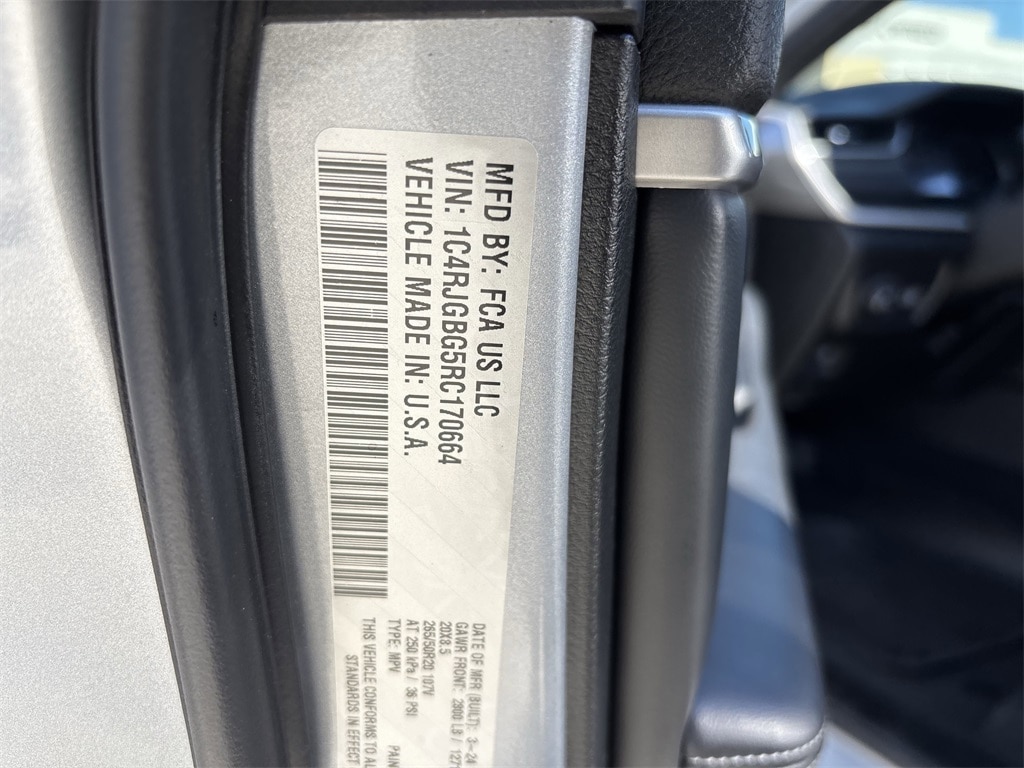 MFD BY: FCA US LLC
VIN: 1C4RJGBG5RC170664
VEHICLE MADE IN: U.S.A.
DATE OF MFR (BUILT): 3-24
GAWR FRONT: 2800 LB / 1271
20X8.5
265/50R20 107V
AT 250 kPa / 36 PSI
TYPE: MPV
PAIN
THIS VEHICLE CONFORMS TO AL
STANDARDS IN EFFECT